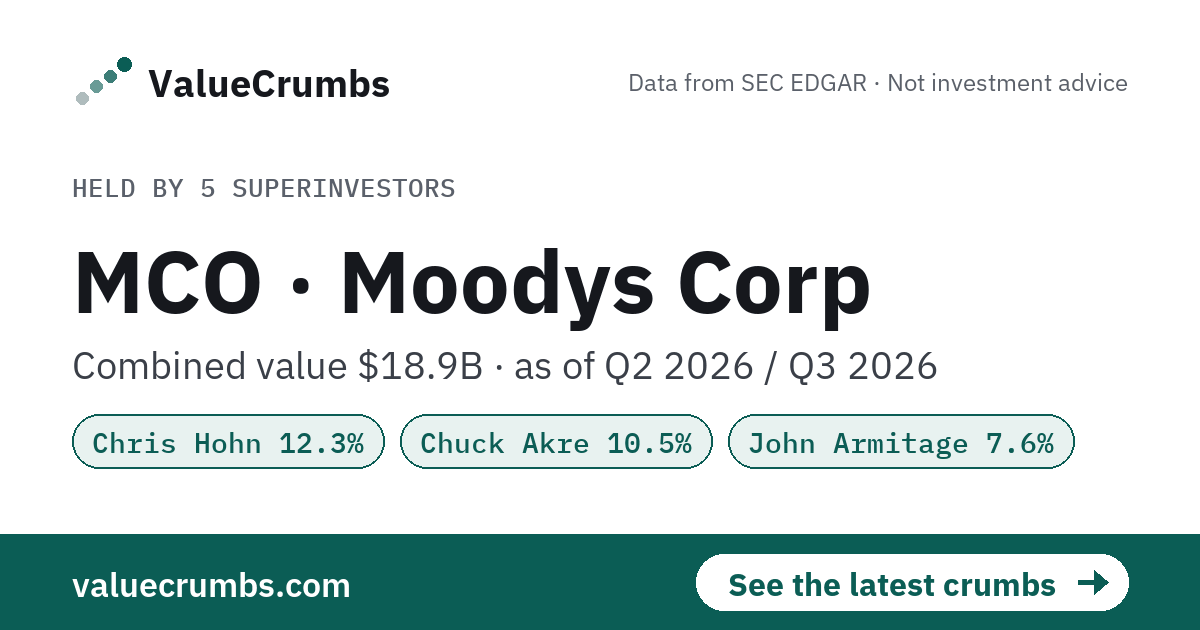 ValueCrumbs
Data from SEC EDGAR · Not investment advice
HELD BY 5 SUPERINVESTORS
MCO · Moodys Corp
Combined value $18.9B · as of Q2 2026 / Q3 2026
Chris Hohn 12.3% Chuck Akre 10.5% John Armitage 7.6%
valuecrumbs.com
See the latest crumbs →